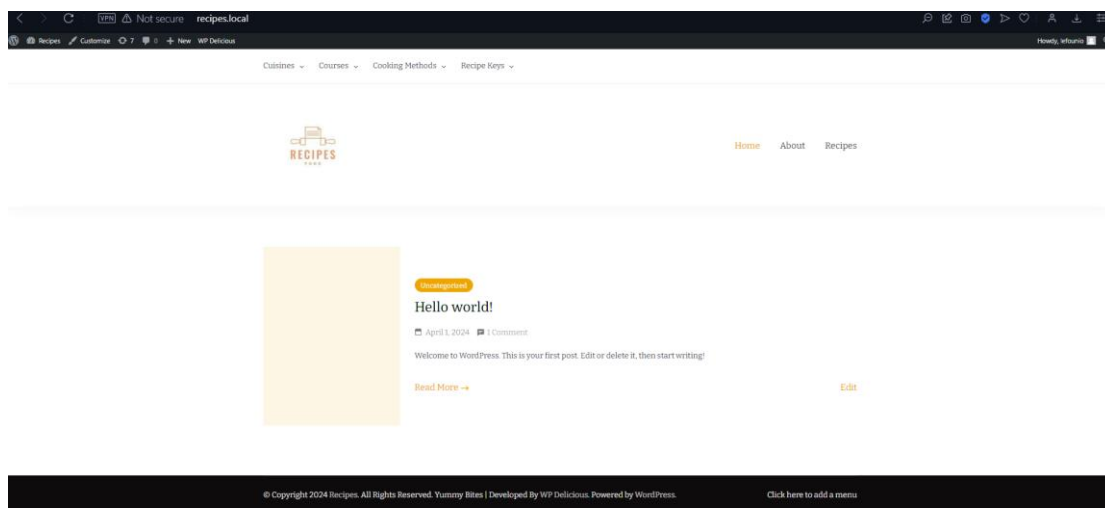 VPN Not secure recipes.local
Recipes Customize 7 0 New WP Delicious Howdy, lefounio
Cuisines Courses Cooking Methods Recipe Keys
RECIPES
Home About Recipes
Uncategorized
Hello world!
April 1, 2024 1 Comment
Welcome to WordPress. This is your first post. Edit or delete it, then start writing!
Read More → Edit
© Copyright 2024 Recipes. All Rights Reserved. Yummy Bites | Developed By WP Delicious. Powered by WordPress. Click here to add a menu